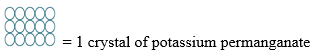 = 1 crystal of potassium permanganate